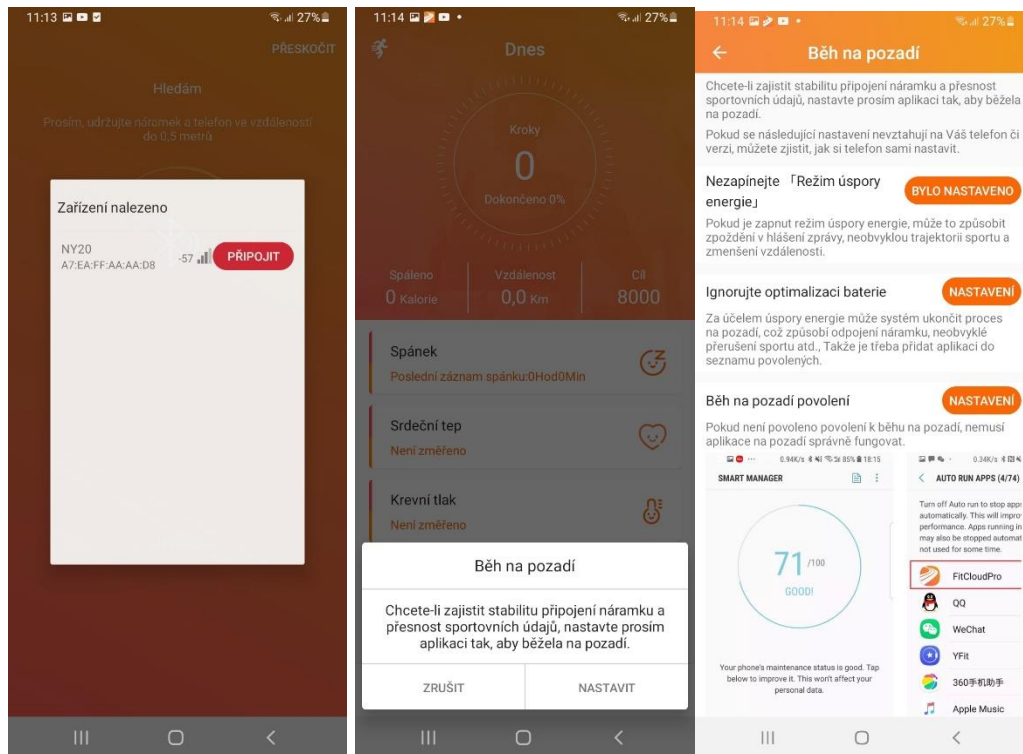 11:13 27%
PŘESKOČIT
Hledám
Prosím, udržujte náramek a telefon ve vzdálenosti
do 0,5 metrů
Zařízení nalezeno
NY20
A7:EA:FF:AA:AA:D8
-57
PŘIPOJIT
11:14 27%
Dnes
Kroky
0
Dokončeno 0%
Spáleno
0 Kalorie
Vzdálenost
0,0 Km
Cíl
8000
Spánek
Poslední záznam spánku:0Hod0Min
Srdeční tep
Není změřeno
Krevní tlak
Není změřeno
Běh na pozadí
Chcete-li zajistit stabilitu připojení náramku a
přesnost sportovních údajů, nastavte prosím
aplikaci tak, aby běžela na pozadí.
ZRUŠIT
NASTAVIT
11:14 27%
Běh na pozadí
Chcete-li zajistit stabilitu připojení náramku a přesnost
sportovních údajů, nastavte prosím aplikaci tak, aby běžela
na pozadí.
Pokud se následující nastavení nevztahují na Váš telefon či
verzi, můžete zjistit, jak si telefon sami nastavit.
Nezapínejte「Režim úspory
energie」
BYLO NASTAVENO
Pokud je zapnut režim úspory energie, může to způsobit
zpoždění v hlášení zprávy, neobvyklou trajektorii sportu a
zmenšení vzdálenosti.
Ignorujte optimalizaci baterie
NASTAVENÍ
Za účelem úspory energie může systém ukončit proces
na pozadí, což způsobí odpojení náramku, neobvyklé
přerušení sportu atd., Takže je třeba přidat aplikaci do
seznamu povolených.
Běh na pozadí povolení
NASTAVENÍ
Pokud není povoleno povolení k běhu na pozadí, nemusí
aplikace na pozadí správně fungovat.
0.94K/s 85% 18:15
SMART MANAGER
71 /100
GOOD!
Your phone's maintenance status is good. Tap
below to improve it. This won't affect your
personal data.
0.34K/s
AUTO RUN APPS (4/74)
Turn off Auto run to stop apps
automatically. This will impro
performance. Apps running in
may also be stopped automat
not used for some time.
FitCloudPro
QQ
WeChat
YFit
360手机助手
Apple Music